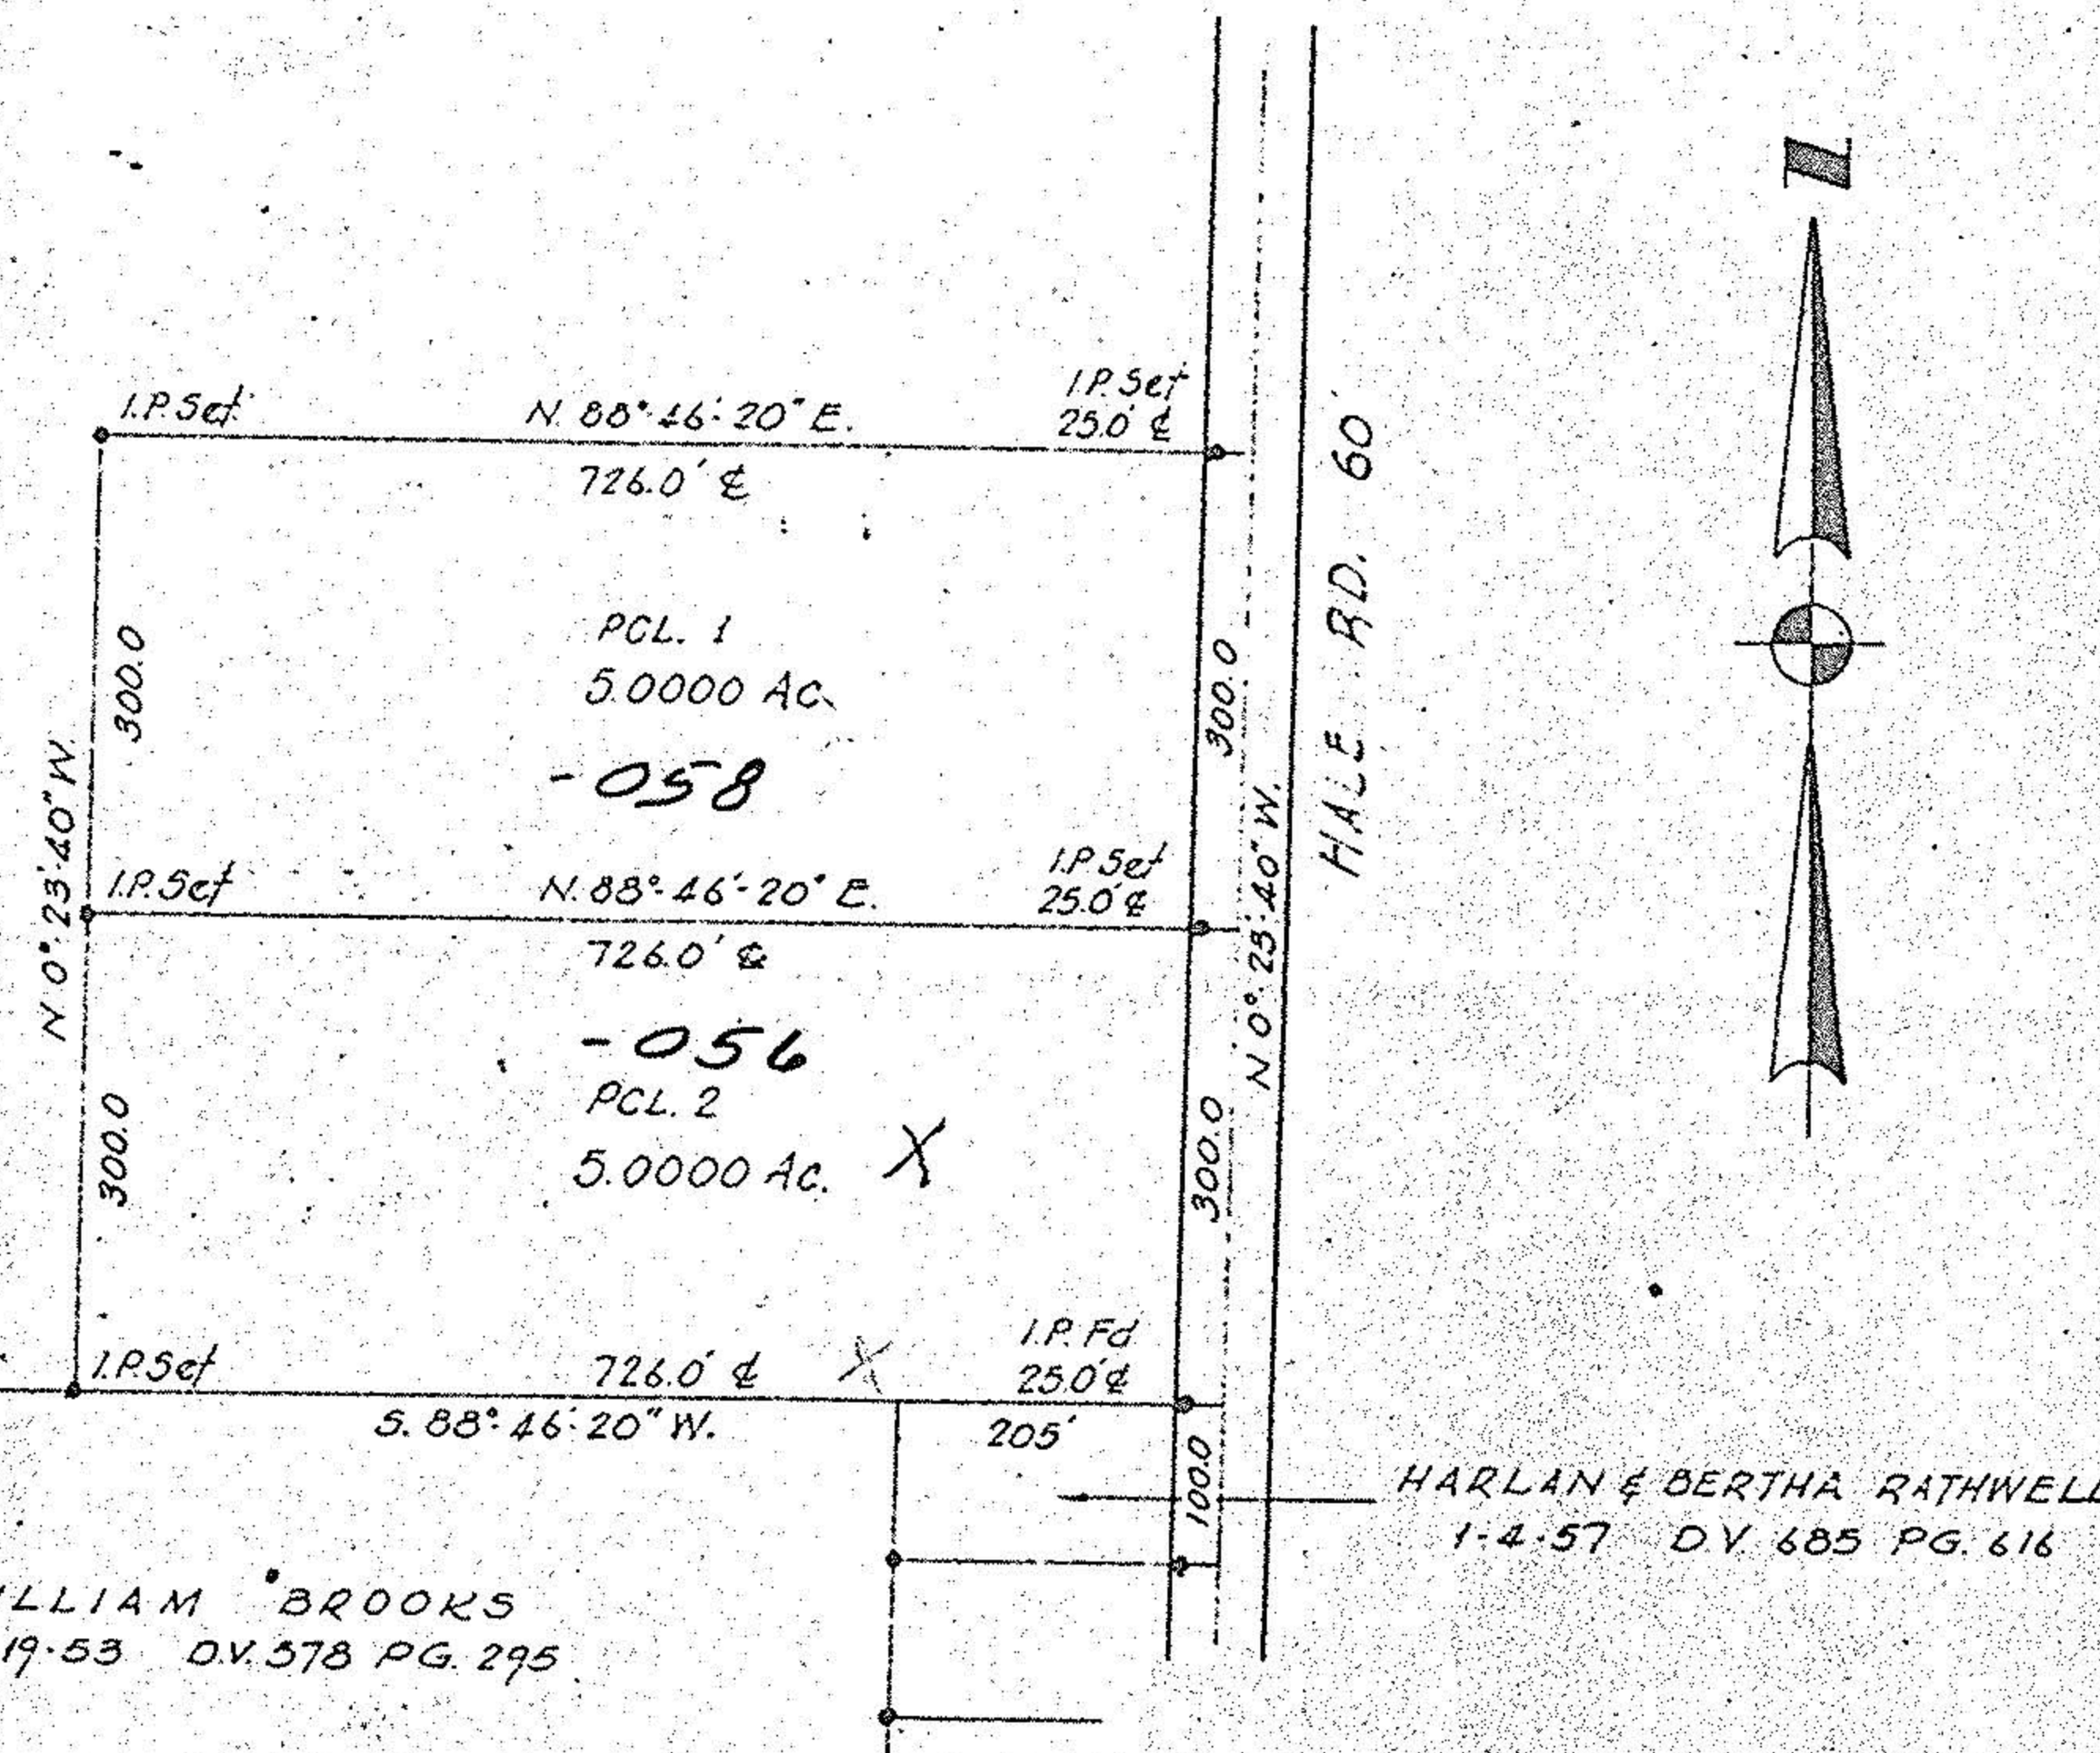 N
I.P. Set
N. 88°-46'-20" E.
I.P. Set
25.0' ℄
726.0' ℄
HALE RD. 60'
PCL. 1
5.0000 Ac.
300.0
300.0
-058
N 0°-23'-40" W.
N 0°-23'-40" W.
I.P. Set
N. 88°-46'-20" E.
I.P. Set
25.0' ℄
726.0' ℄
-056
PCL. 2
5.0000 Ac. X
300.0
300.0
I.P. Set
726.0' ℄ X
I.P. Fd
25.0' ℄
S. 88°-46'-20" W.
205'
100.0
HARLAN & BERTHA RATHWELL
1-4-57 D.V. 685 PG. 616
LLIAM BROOKS
19-53 D.V. 578 PG. 295